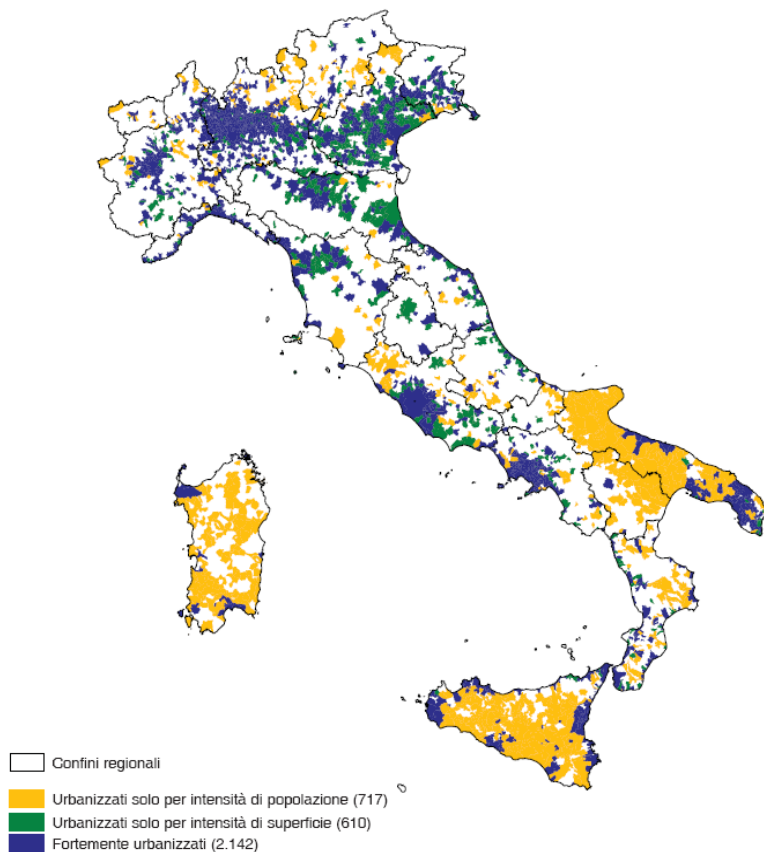 Confini regionali
Urbanizzati solo per intensità di popolazione (717)
Urbanizzati solo per intensità di superficie (610)
Fortemente urbanizzati (2.142)